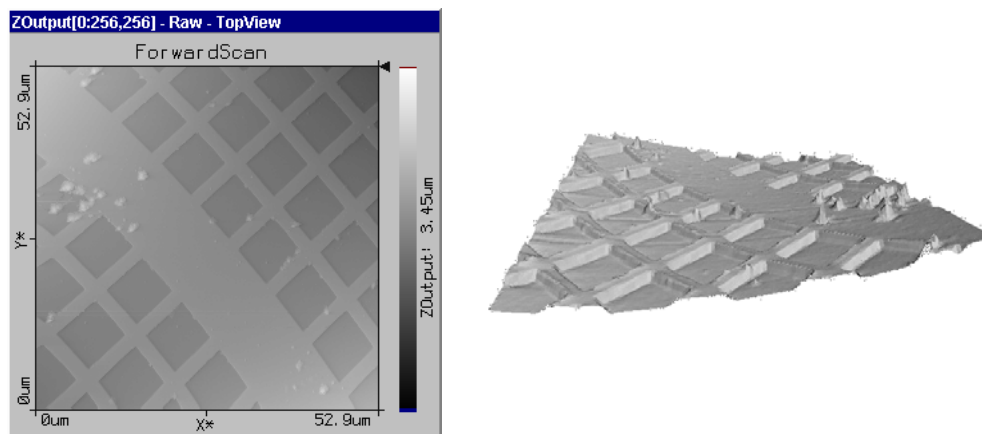 ZOutput[0:256,256] - Raw - TopView
ForwardScan
52.9um
Y*
0um
0um
X*
52.9um
ZOutput: 3.45um